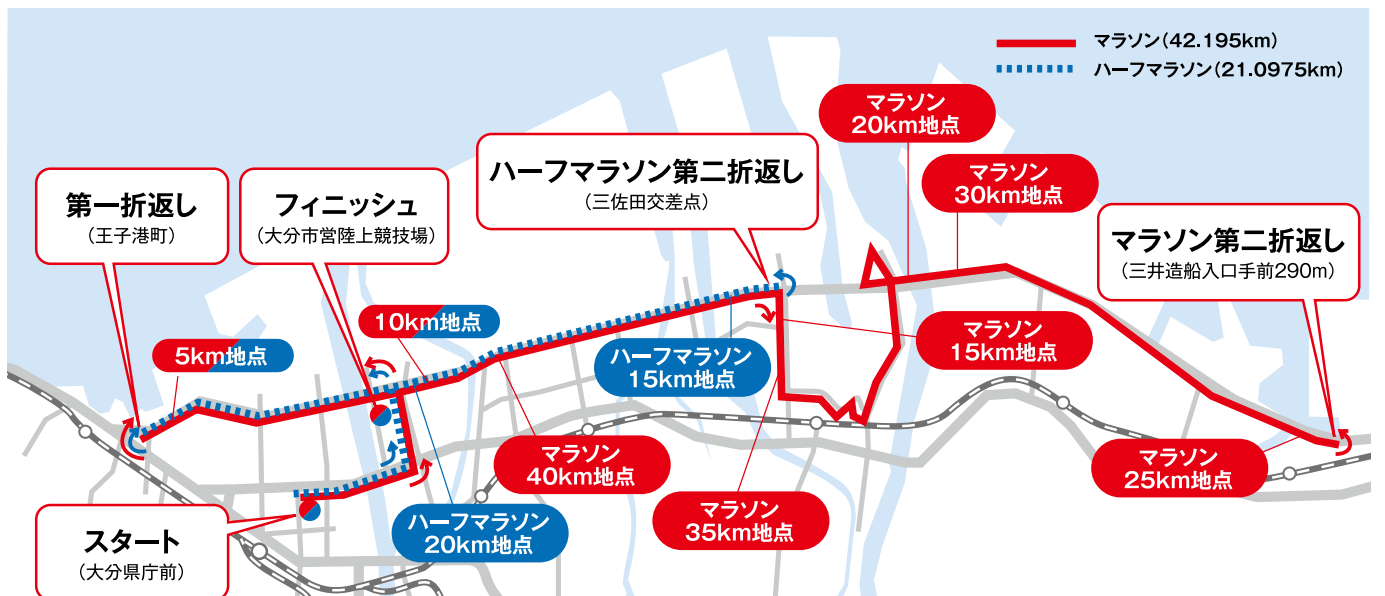 マラソン(42.195km)
ハーフマラソン(21.0975km)
マラソン
20km地点
ハーフマラソン第二折返し
(三佐田交差点)
マラソン
30km地点
第一折返し
(王子港町)
フィニッシュ
(大分市営陸上競技場)
マラソン第二折返し
(三井造船入口手前290m)
10km地点
5km地点
マラソン
15km地点
ハーフマラソン
15km地点
マラソン
40km地点
マラソン
25km地点
マラソン
35km地点
ハーフマラソン
20km地点
スタート
(大分県庁前)